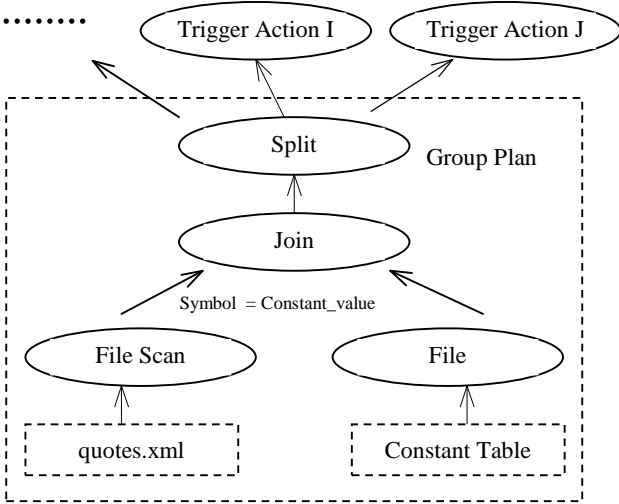 Trigger Action I
Trigger Action J
Split
Group Plan
Join
Symbol = Constant_value
File Scan
File
quotes.xml
Constant Table